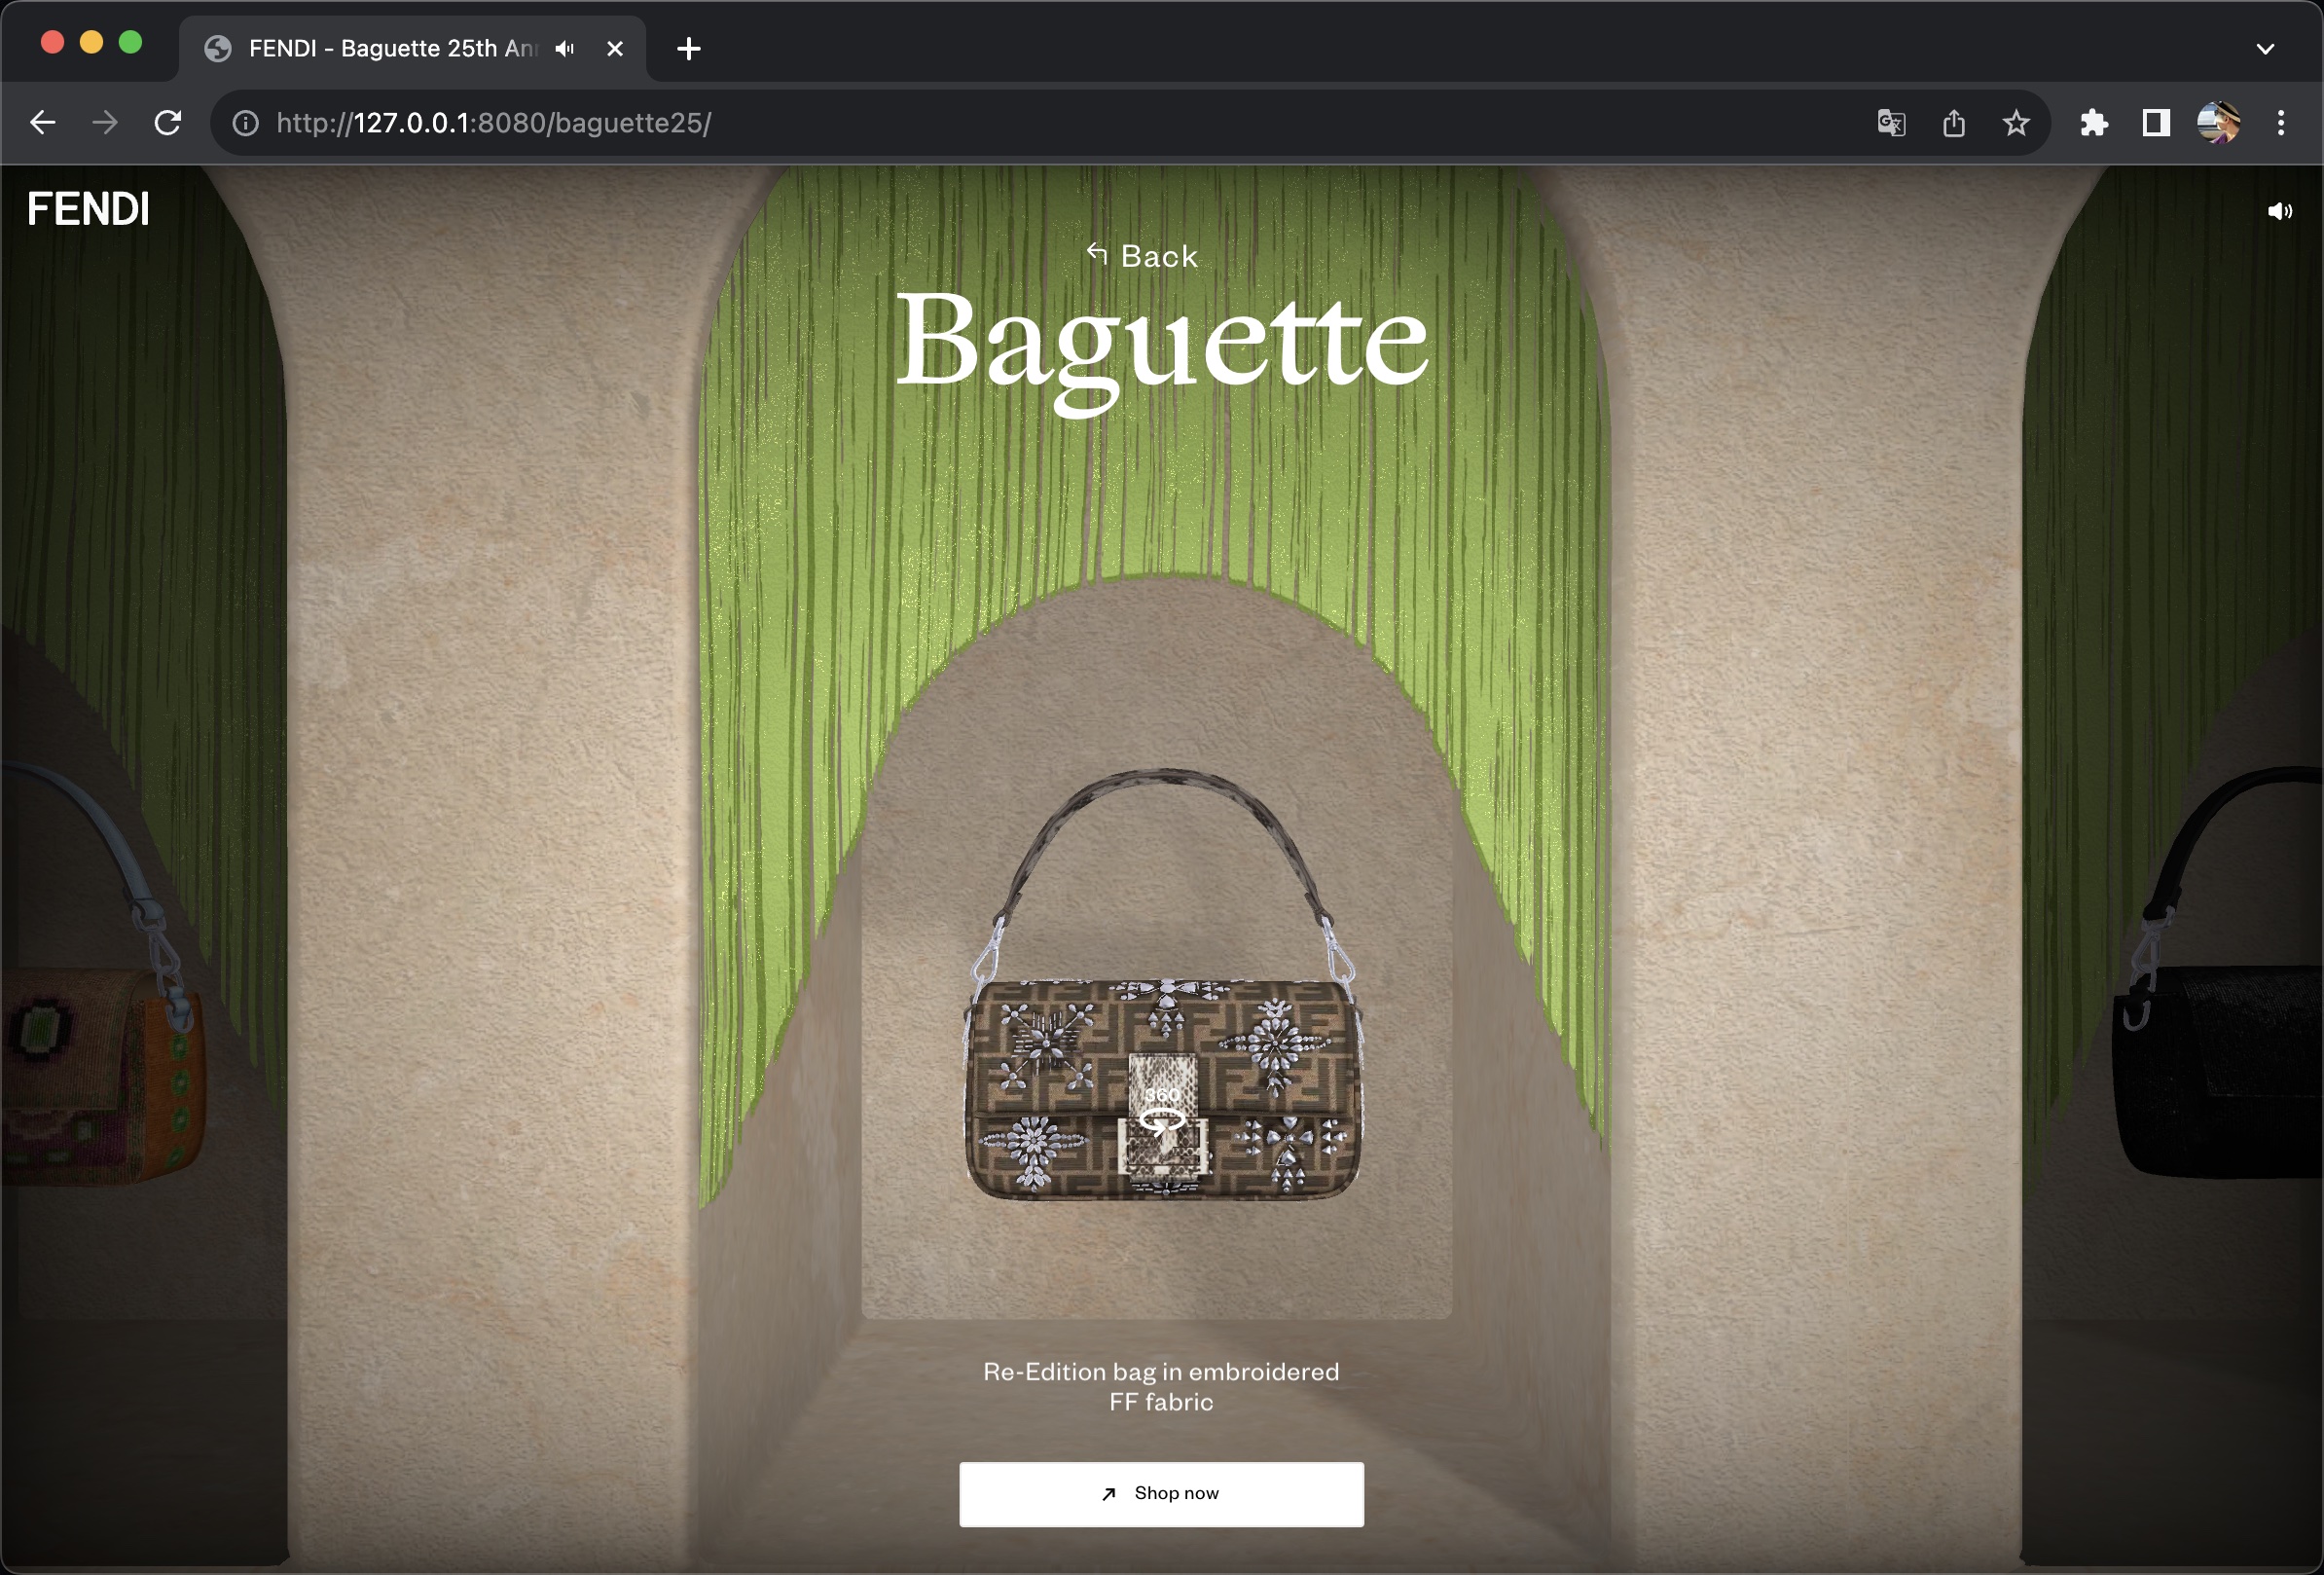 FENDI - Baguette 25th Ann
http://127.0.0.1:8080/baguette25/
FENDI
Back
Baguette
360
Re-Edition bag in embroidered
FF fabric
Shop now